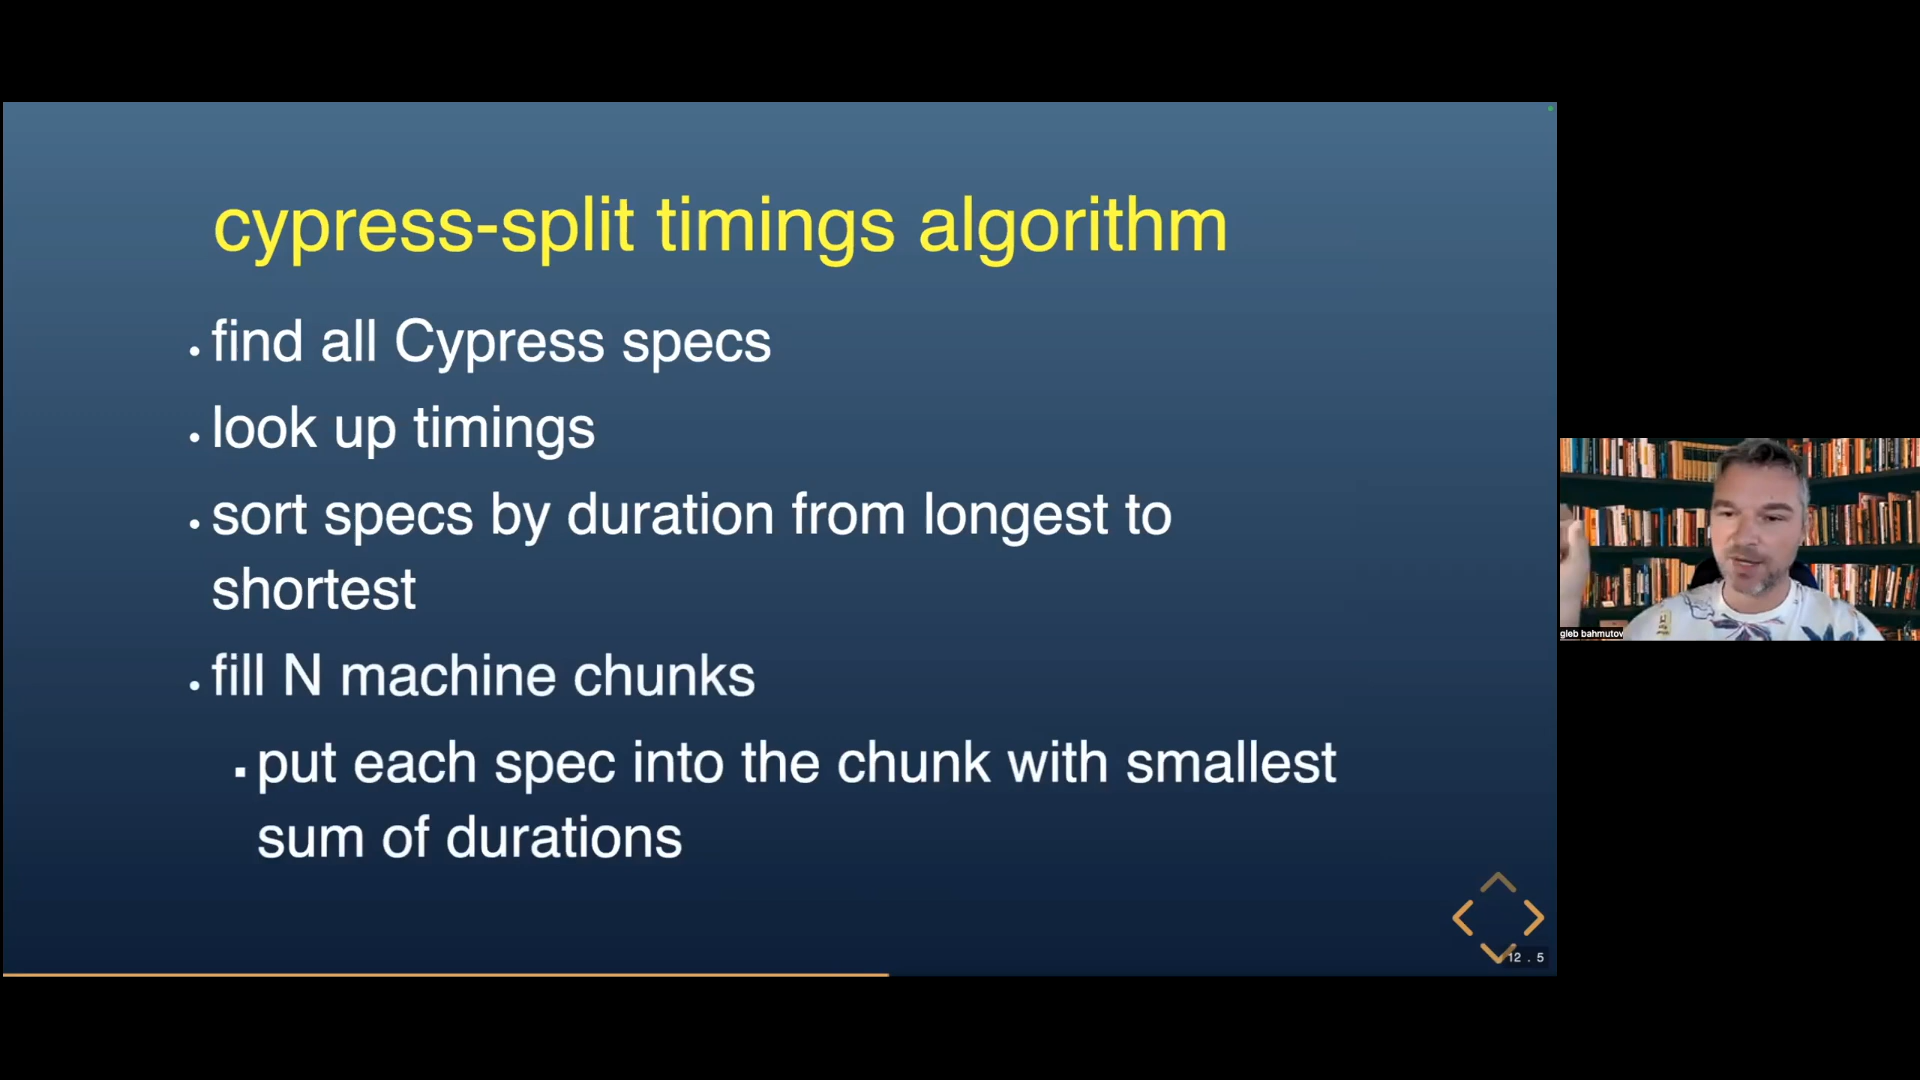 cypress-split timings algorithm
find all Cypress specs
look up timings
sort specs by duration from longest to
shortest
fill N machine chunks
put each spec into the chunk with smallest
sum of durations
12 . 5
gleb bahmutov